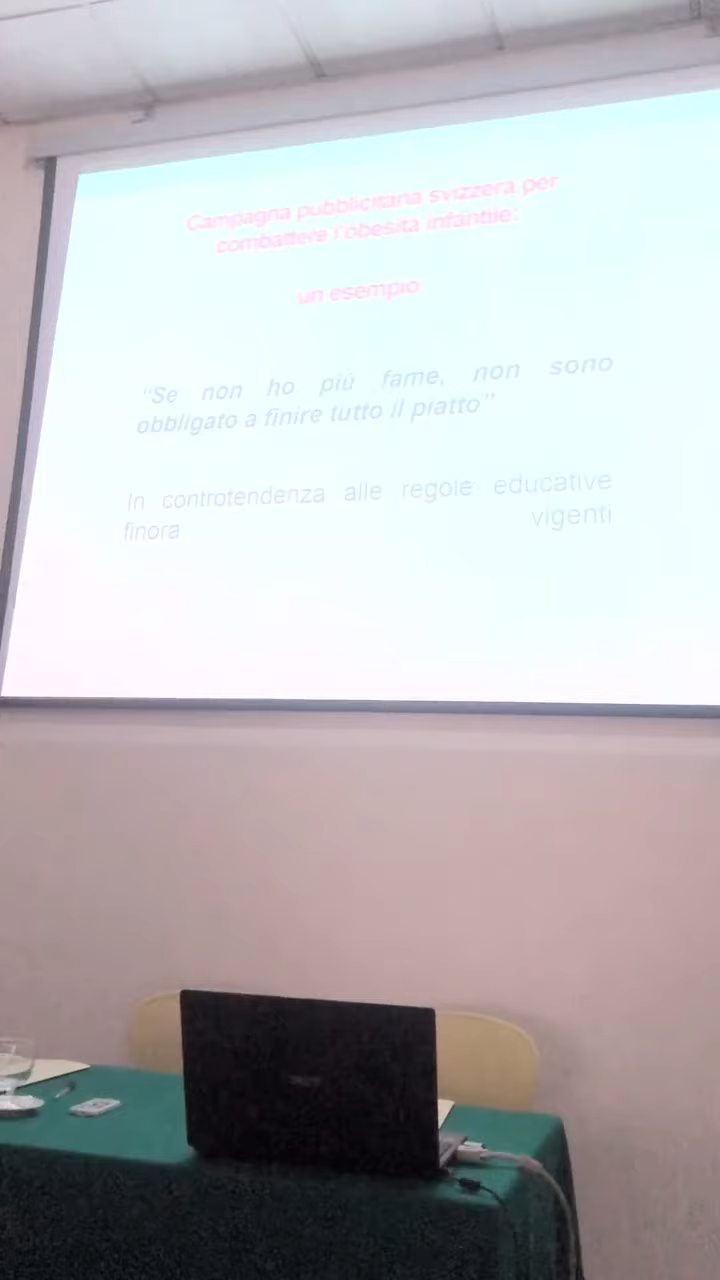 Campagna pubblicitaria svizzera per
combattere l'obesità infantile:
un esempio
"Se non ho più fame, non sono
obbligato a finire tutto il piatto"
In controtendenza alle regole educative
finora vigenti